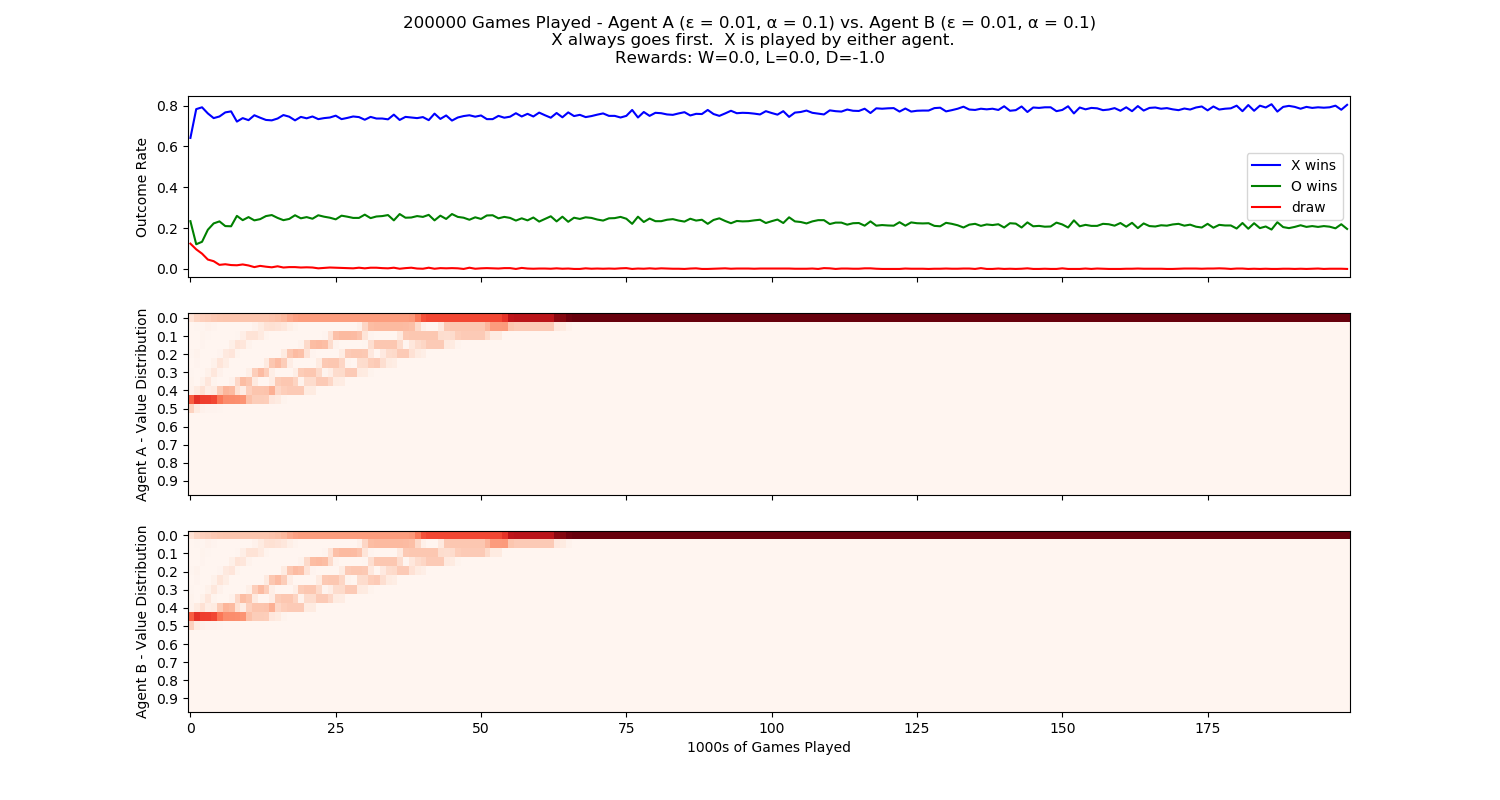 200000 Games Played - Agent A (ε = 0.01, α = 0.1) vs. Agent B (ε = 0.01, α = 0.1)
X always goes first.  X is played by either agent.
Rewards: W=0.0, L=0.0, D=-1.0
Outcome Rate
0.8
0.6
0.4
0.2
0.0
X wins
O wins
draw
Agent A - Value Distribution
0.0
0.1
0.2
0.3
0.4
0.5
0.6
0.7
0.8
0.9
Agent B - Value Distribution
0.0
0.1
0.2
0.3
0.4
0.5
0.6
0.7
0.8
0.9
0 25 50 75 100 125 150 175
1000s of Games Played